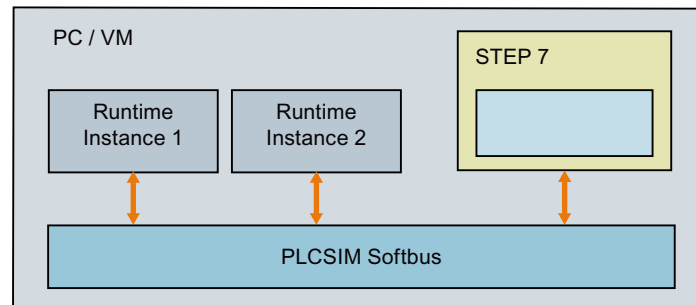 PC / VM
STEP 7
Runtime
Instance 1
Runtime
Instance 2
PLCSIM Softbus